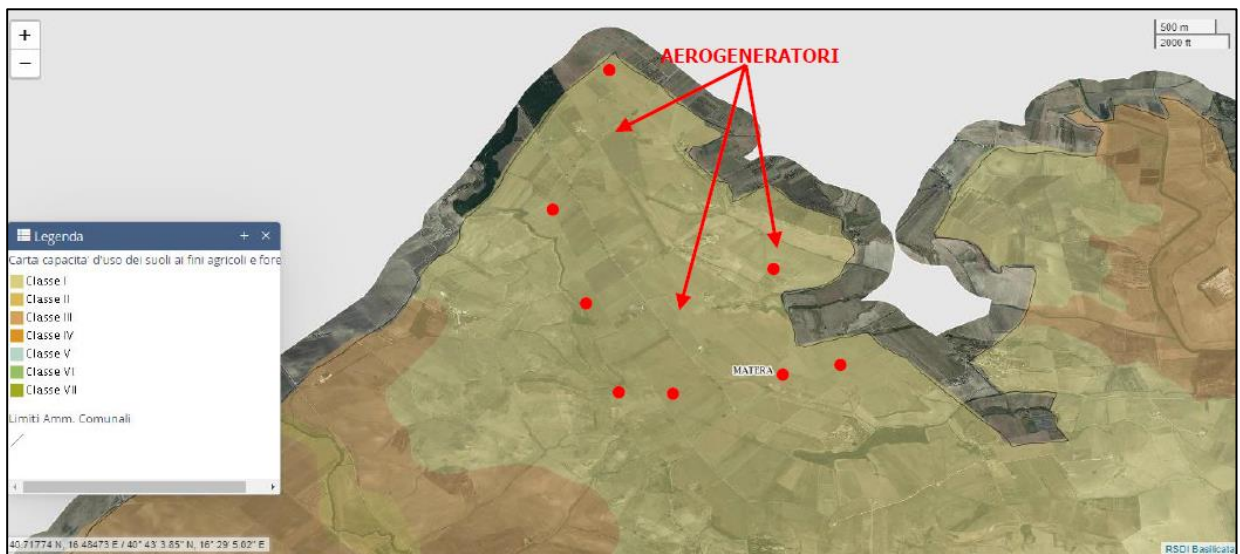 +
−
500 m
2000 ft
AEROGENERATORI
Legenda + ×
Carta capacita' d'uso dei suoli ai fini agricoli e fore
Classe I
Classe II
Classe III
Classe IV
Classe V
Classe VI
Classe VII
Limiti Amm. Comunali
MATERA
40.71774 N, 16.48473 E / 40° 43' 3.85" N, 16° 29' 5.02" E
RSDI Basilicata